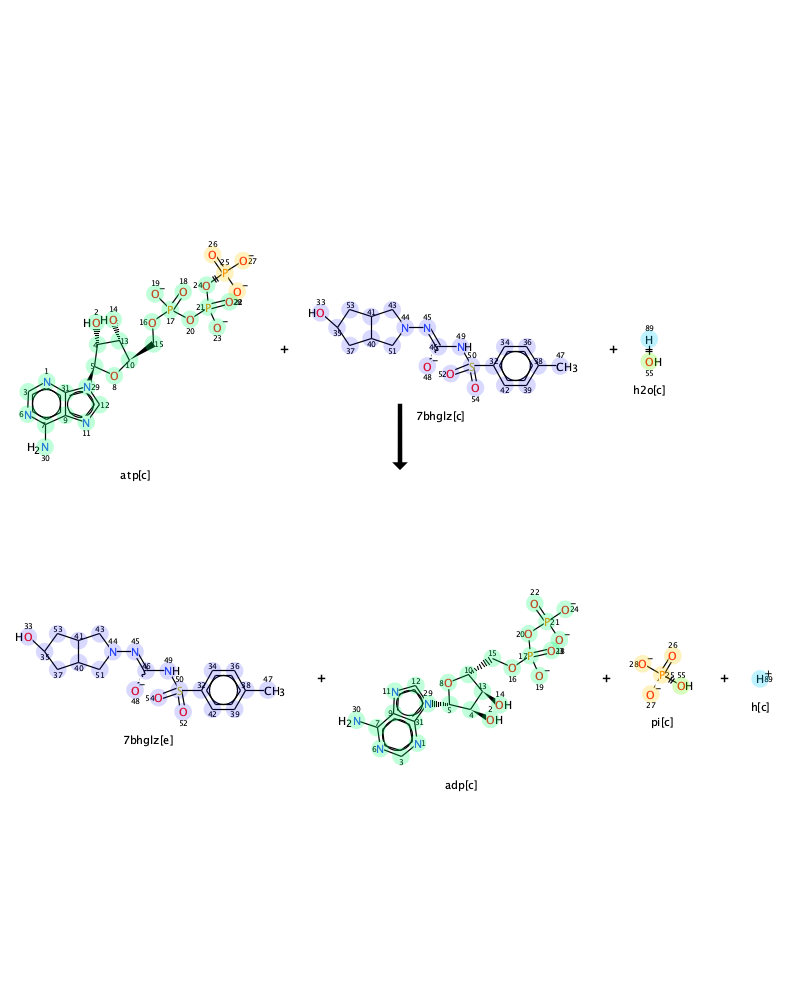 26
25
O⁻27
O
P
19
18
24
O
O⁻
2
14
O⁻
O
O
21
O 22
HO
HO
16
17
P
P
O
20
O⁻
23
4
13
15
10
5
O
8
1
N
31
N
29
3
12
6
N
9
N
7
11
H2N
30
atp[c]
+
33
HO
53
41
43
44
45
35
N
N
49
34
36
37
40
51
46
NH
50
32
38
47
CH3
O⁻
48
52
O
S
O
54
42
39
7bhglz[c]
+
89
H
OH
55
h2o[c]
33
HO
53
41
43
44
45
35
N
N
49
34
36
37
40
51
46
NH
50
32
38
47
CH3
O⁻
48
54
O
S
O
52
42
39
7bhglz[e]
+
22
O
O⁻24
21
P
20
O
O⁻
15
17
P
O
10
O
16
O⁻
19
8
O
13
14
OH
11
N
12
29
N
5
4
2
OH
30
H2N
7
9
31
6
N
N
1
3
adp[c]
+
26
O
28
O⁻
P
25
55
OH
O⁻
27
pi[c]
+
H⁺
89
h[c]